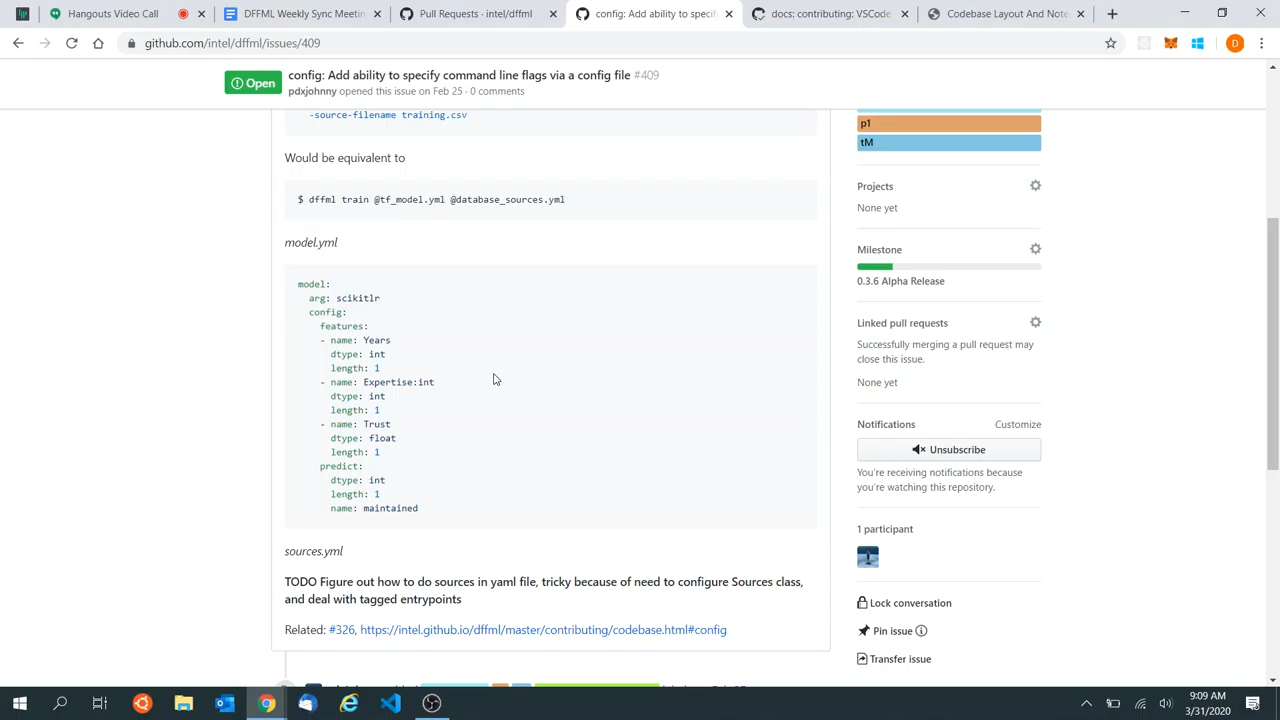 Hangouts Video Call
DFFML Weekly Sync Meetin
Pull Requests · intel/dffml
config: Add ability to specify
docs: contributing: VSCode
Codebase Layout And Notes
github.com/intel/dffml/issues/409
D
Open
config: Add ability to specify command line flags via a config file #409
pdxjohnny opened this issue on Feb 25 · 0 comments
-source-filename training.csv
Would be equivalent to
$ dffml train @tf_model.yml @database_sources.yml
model.yml
model:
arg: scikitlr
config:
features:
- name: Years
dtype: int
length: 1
- name: Expertise:int
dtype: int
length: 1
- name: Trust
dtype: float
length: 1
predict:
dtype: int
length: 1
name: maintained
sources.yml
TODO Figure out how to do sources in yaml file, tricky because of need to configure Sources class,
and deal with tagged entrypoints
Related: #326, https://intel.github.io/dffml/master/contributing/codebase.html#config
p1
tM
Projects
None yet
Milestone
0.3.6 Alpha Release
Linked pull requests
Successfully merging a pull request may
close this issue.
None yet
Notifications
Customize
Unsubscribe
You're receiving notifications because
you're watching this repository.
1 participant
Lock conversation
Pin issue
Transfer issue
9:09 AM
3/31/2020